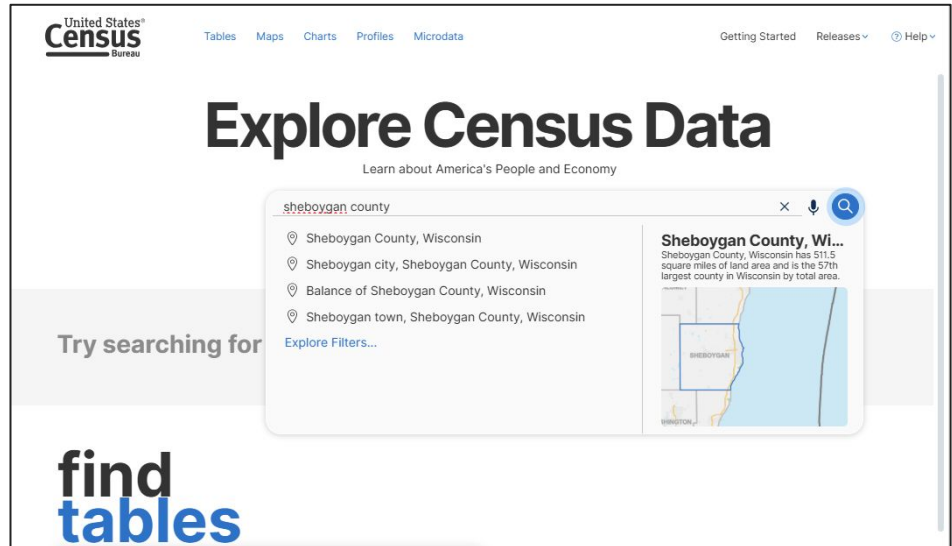 United States®
Census
Bureau
Tables Maps Charts Profiles Microdata
Getting Started Releases Help
Explore Census Data
Learn about America's People and Economy
sheboygan county
Sheboygan County, Wisconsin
Sheboygan city, Sheboygan County, Wisconsin
Balance of Sheboygan County, Wisconsin
Sheboygan town, Sheboygan County, Wisconsin
Explore Filters...
Sheboygan County, Wi...
Sheboygan County, Wisconsin has 511.5
square miles of land area and is the 57th
largest county in Wisconsin by total area.
SHEBOYGAN
Try searching for
find
tables